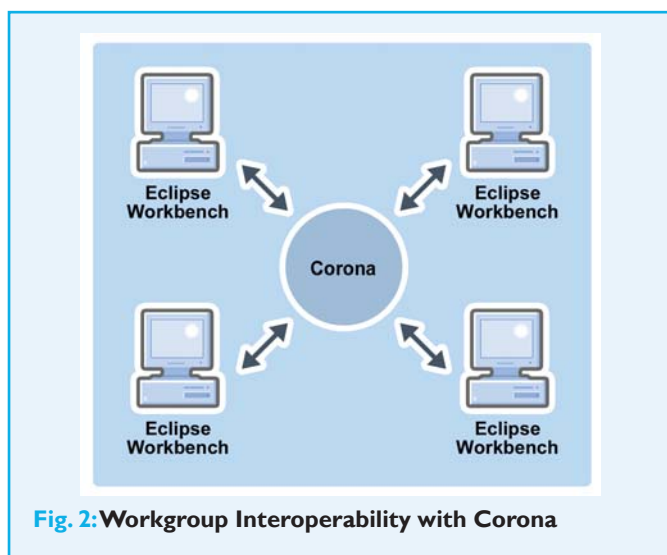 Eclipse
Workbench
Eclipse
Workbench
Corona
Eclipse
Workbench
Eclipse
Workbench
Fig. 2: Workgroup Interoperability with Corona